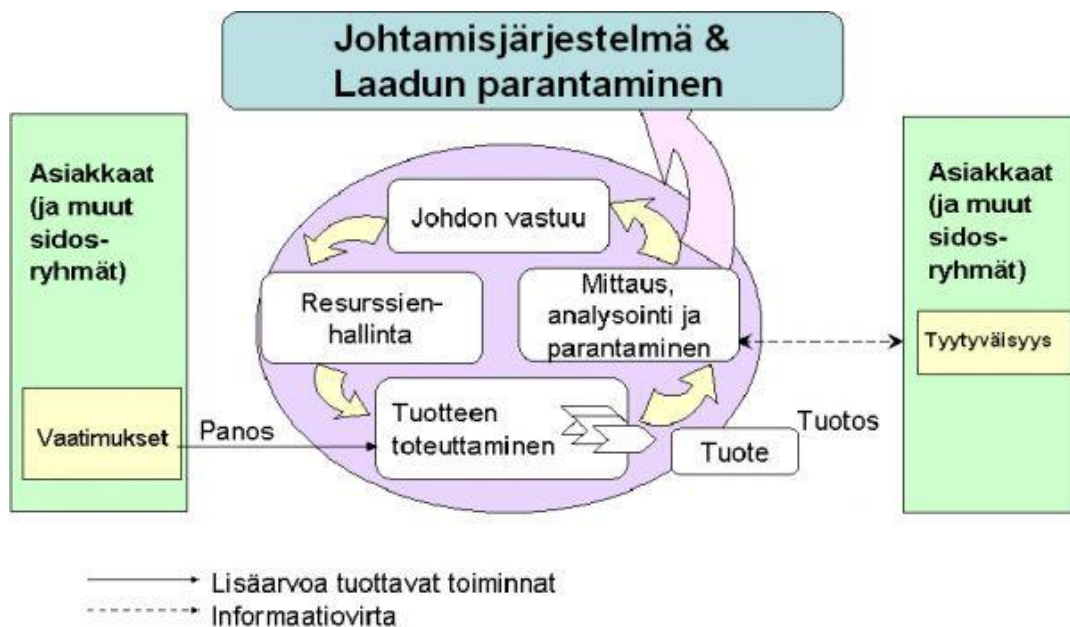 Johtamisjärjestelmä &
Laadun parantaminen
Asiakkaat
(ja muut
sidos-
ryhmät)
Vaatimukset
Panos
Johdon vastuu
Resurssien-
hallinta
Mittaus,
analysointi ja
parantaminen
Tuotteen
toteuttaminen
Tuote
Tuotos
Asiakkaat
(ja muut
sidos-
ryhmät)
Tyytyväisyys
Lisäarvoa tuottavat toiminnat
Informaatiovirta